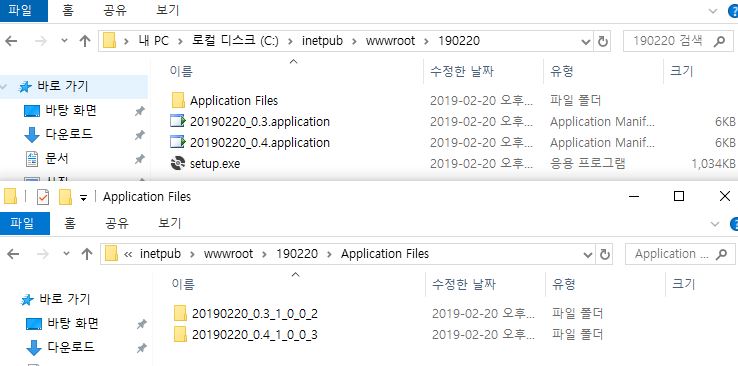 파일 홈 공유 보기
내 PC 로컬 디스크 (C:) inetpub wwwroot 190220 190220 검색
이름 수정한 날짜 유형 크기
바로 가기
Application Files 2019-02-20 오후... 파일 폴더
바탕 화면
20190220_0.3.application 2019-02-20 오후... Application Manif... 6KB
다운로드
20190220_0.4.application 2019-02-20 오후... Application Manif... 6KB
문서
setup.exe 2019-02-20 오후... 응용 프로그램 1,034KB
Application Files
파일 홈 공유 보기
« inetpub wwwroot 190220 Application Files Application ...
이름 수정한 날짜 유형 크기
바로 가기
20190220_0.3_1_0_0_2 2019-02-20 오후... 파일 폴더
바탕 화면
20190220_0.4_1_0_0_3 2019-02-20 오후... 파일 폴더
다운로드